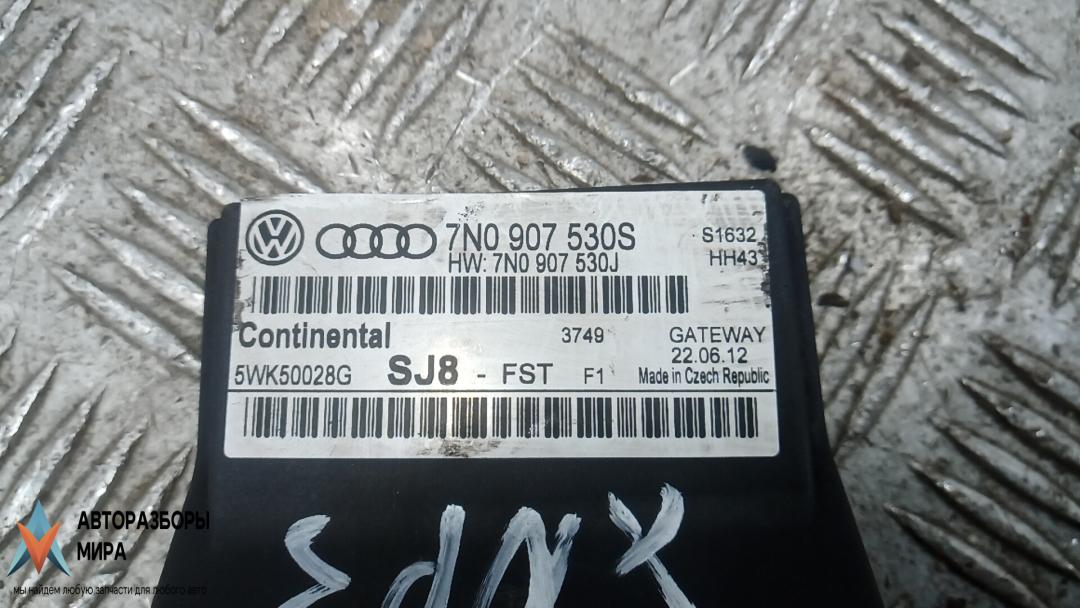 7N0 907 530S
S1632
HW: 7N0 907 530J
HH43
Continental
3749
GATEWAY
22.06.12
5WK50028G
SJ8 - FST
F1
Made in Czech Republic
АВТОРАЗБОРЫ
МИРА
мы найдем любую запчасти для любого авто